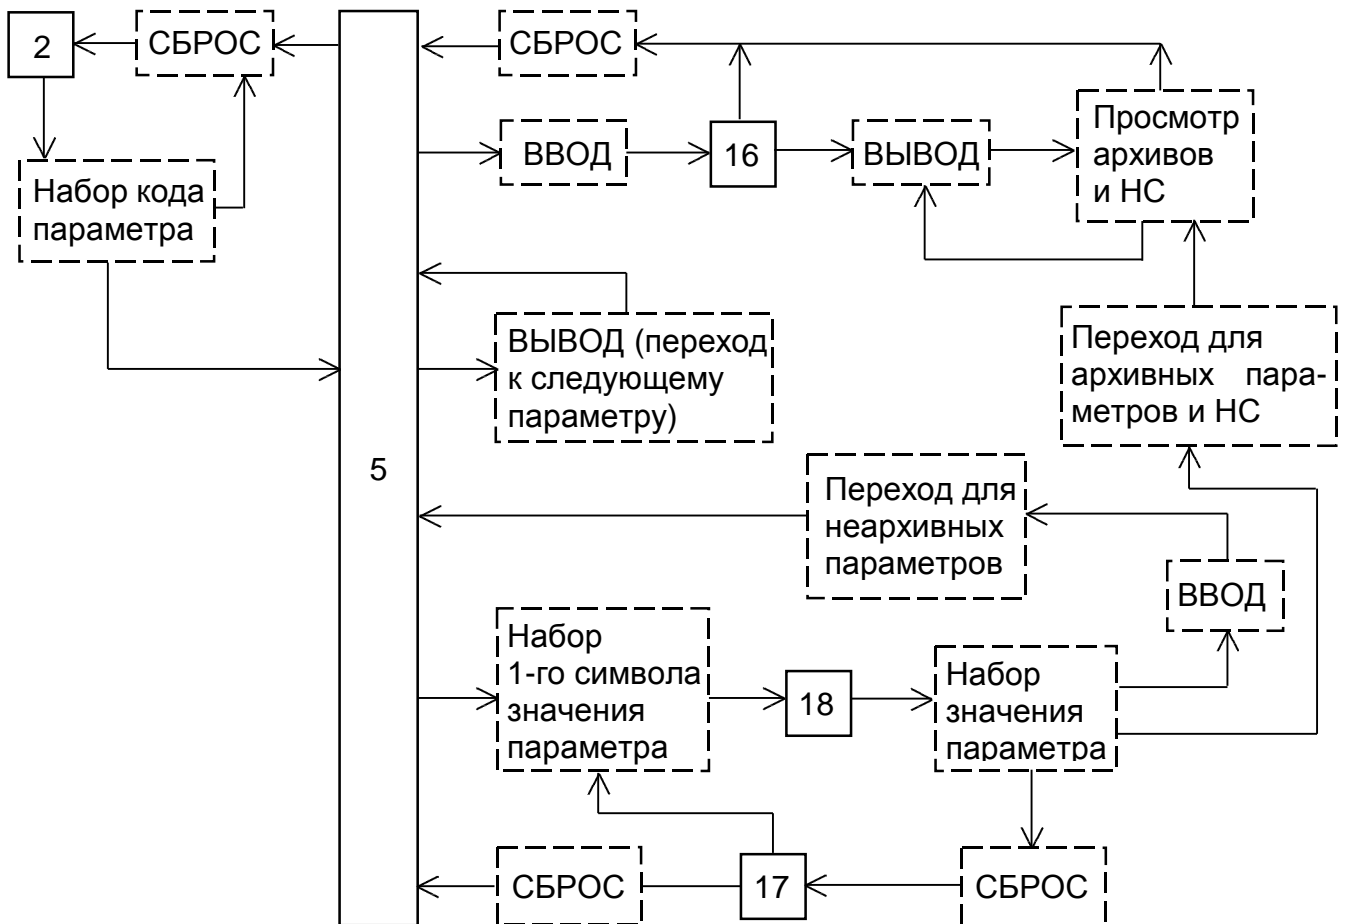 2
СБРОС
СБРОС
ВВОД
16
ВЫВОД
Просмотр
архивов
и НС
Набор кода
параметра
ВЫВОД (переход
к следующему
параметру)
Переход для
архивных пара-
метров и НС
5
Переход для
неархивных
параметров
ВВОД
Набор
1-го символа
значения
параметра
18
Набор
значения
параметра
СБРОС
17
СБРОС